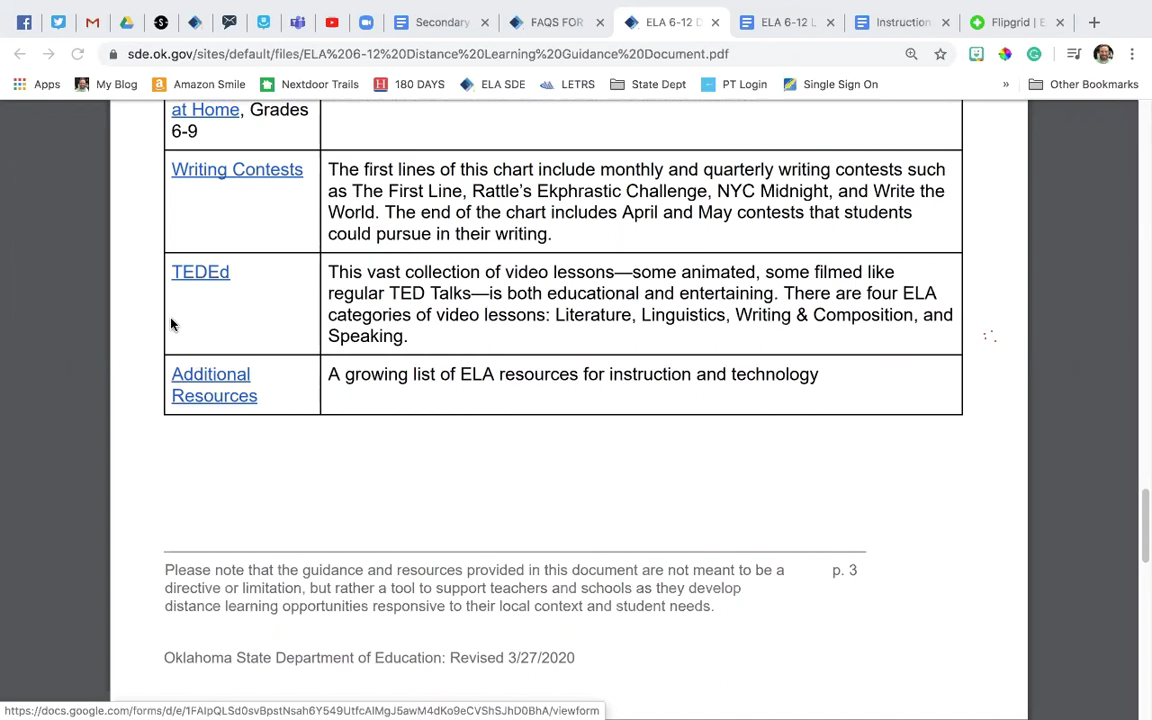 Secondary
FAQS FOR
ELA 6-12 D
ELA 6-12 L
Instruction
Flipgrid | E
sde.ok.gov/sites/default/files/ELA%206-12%20Distance%20Learning%20Guidance%20Document.pdf
Apps
My Blog
Amazon Smile
Nextdoor Trails
180 DAYS
ELA SDE
LETRS
State Dept
PT Login
Single Sign On
»
Other Bookmarks
at Home, Grades
6-9
Writing Contests
The first lines of this chart include monthly and quarterly writing contests such
as The First Line, Rattle's Ekphrastic Challenge, NYC Midnight, and Write the
World. The end of the chart includes April and May contests that students
could pursue in their writing.
TEDEd
This vast collection of video lessons—some animated, some filmed like
regular TED Talks—is both educational and entertaining. There are four ELA
categories of video lessons: Literature, Linguistics, Writing & Composition, and
Speaking.
Additional
Resources
A growing list of ELA resources for instruction and technology
Please note that the guidance and resources provided in this document are not meant to be a
directive or limitation, but rather a tool to support teachers and schools as they develop
distance learning opportunities responsive to their local context and student needs.
p. 3
Oklahoma State Department of Education: Revised 3/27/2020
https://docs.google.com/forms/d/e/1FAIpQLSd0svBpstNsah6Y549UtfcAlMgJ5awM4dKo9eCVShSJhD0BhA/viewform